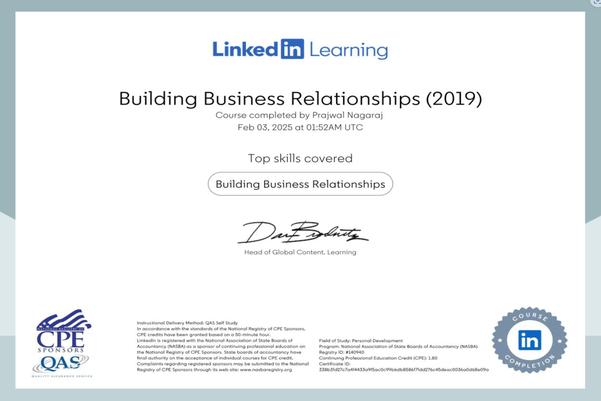 LinkedIn Learning
Building Business Relationships (2019)
Course completed by Prajwal Nagaraj
Feb 03, 2025 at 01:52AM UTC
Top skills covered
Building Business Relationships
Head of Global Content, Learning
CPE
SPONSORS
QAS
QUALITY ASSURANCE SERVICE
Instructional Delivery Method: QAS Self Study
In accordance with the standards of the National Registry of CPE Sponsors,
CPE credits have been granted based on a 50-minute hour.
LinkedIn is registered with the National Association of State Boards of
Accountancy (NASBA) as a sponsor of continuing professional education on
the National Registry of CPE Sponsors. State boards of accountancy have
final authority on the acceptance of individual courses for CPE credit.
Complaints regarding registered sponsors may be submitted to the National
Registry of CPE Sponsors through its web site: www.nasbaregistry.org
Field of Study: Personal Development
Program: National Association of State Boards of Accountancy (NASBA)
Registry ID: #140940
Continuing Professional Education Credit (CPE): 1.80
Certificate ID:
COURSE
in
COMPLETION